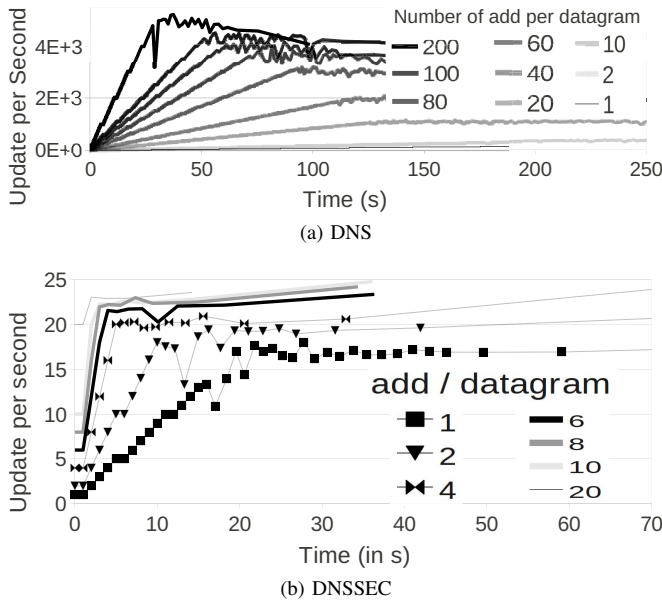 Number of add per datagram
200 60 10
100 40 2
80 20 1
Update per Second
4E+3
2E+3
0E+0
0 50 100 150 200 250
Time (s)
(a) DNS
25
20
15
10
5
0
Update per second
add / datagram
1 6
2 8
4 10
20
0 10 20 30 40 50 60 70
Time (in s)
(b) DNSSEC